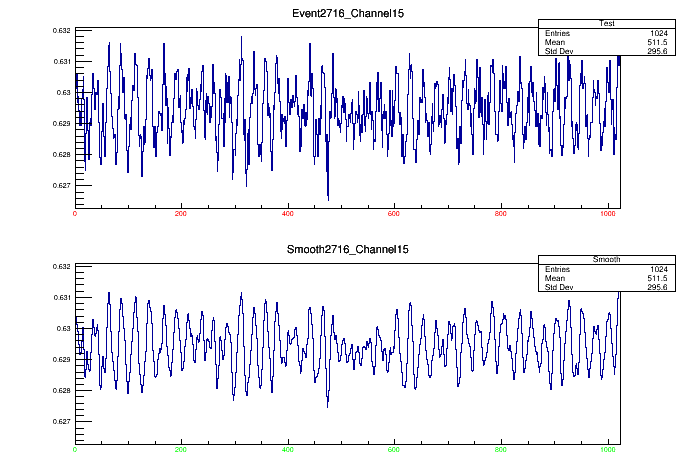 Event2716_Channel15
Test
Entries 1024
Mean 511.5
Std Dev 295.6
0.632
0.631
0.63
0.629
0.628
0.627
0 200 400 600 800 1000
Smooth2716_Channel15
Smooth
Entries 1024
Mean 511.5
Std Dev 295.6
0.632
0.631
0.63
0.629
0.628
0.627
0 200 400 600 800 1000